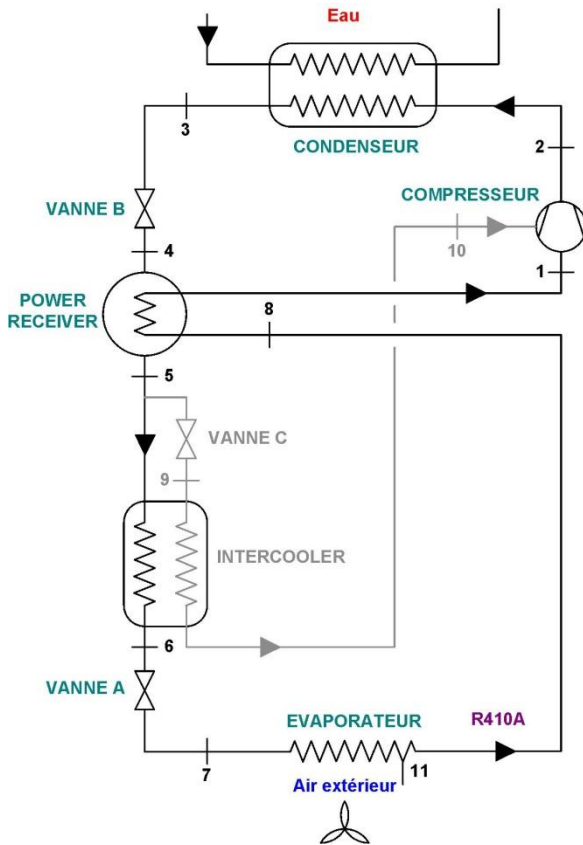 Eau
3
CONDENSEUR
2
VANNE B
COMPRESSEUR
4
10
1
POWER
RECEIVER
8
5
VANNE C
9
INTERCOOLER
6
VANNE A
EVAPORATEUR
R410A
7
11
Air extérieur